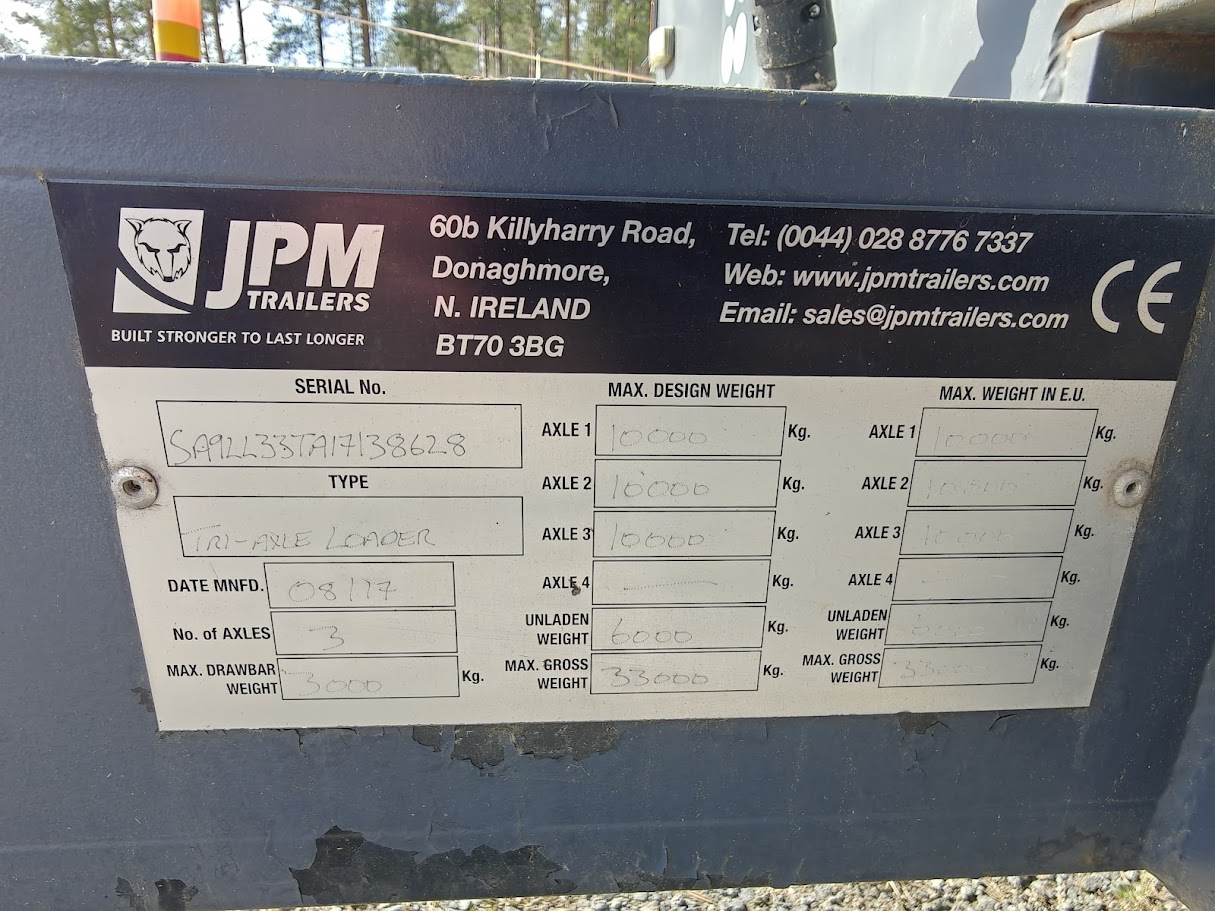 JPM
TRAILERS
BUILT STRONGER TO LAST LONGER
60b Killyharry Road,
Donaghmore,
N. IRELAND
BT70 3BG
Tel: (0044) 028 8776 7337
Web: www.jpmtrailers.com
Email: sales@jpmtrailers.com
CE
SERIAL No.
SA9LL33TA17138628
TYPE
TRI-AXLE LOADER
DATE MNFD. 08/17
No. of AXLES 3
MAX. DRAWBAR WEIGHT 3000 Kg.
MAX. DESIGN WEIGHT
AXLE 1 10000 Kg.
AXLE 2 10000 Kg.
AXLE 3 10000 Kg.
AXLE 4 Kg.
UNLADEN WEIGHT 6000 Kg.
MAX. GROSS WEIGHT 33000 Kg.
MAX. WEIGHT IN E.U.
AXLE 1 10000 Kg.
AXLE 2 10000 Kg.
AXLE 3 10000 Kg.
AXLE 4 Kg.
UNLADEN WEIGHT Kg.
MAX. GROSS WEIGHT 33000 Kg.